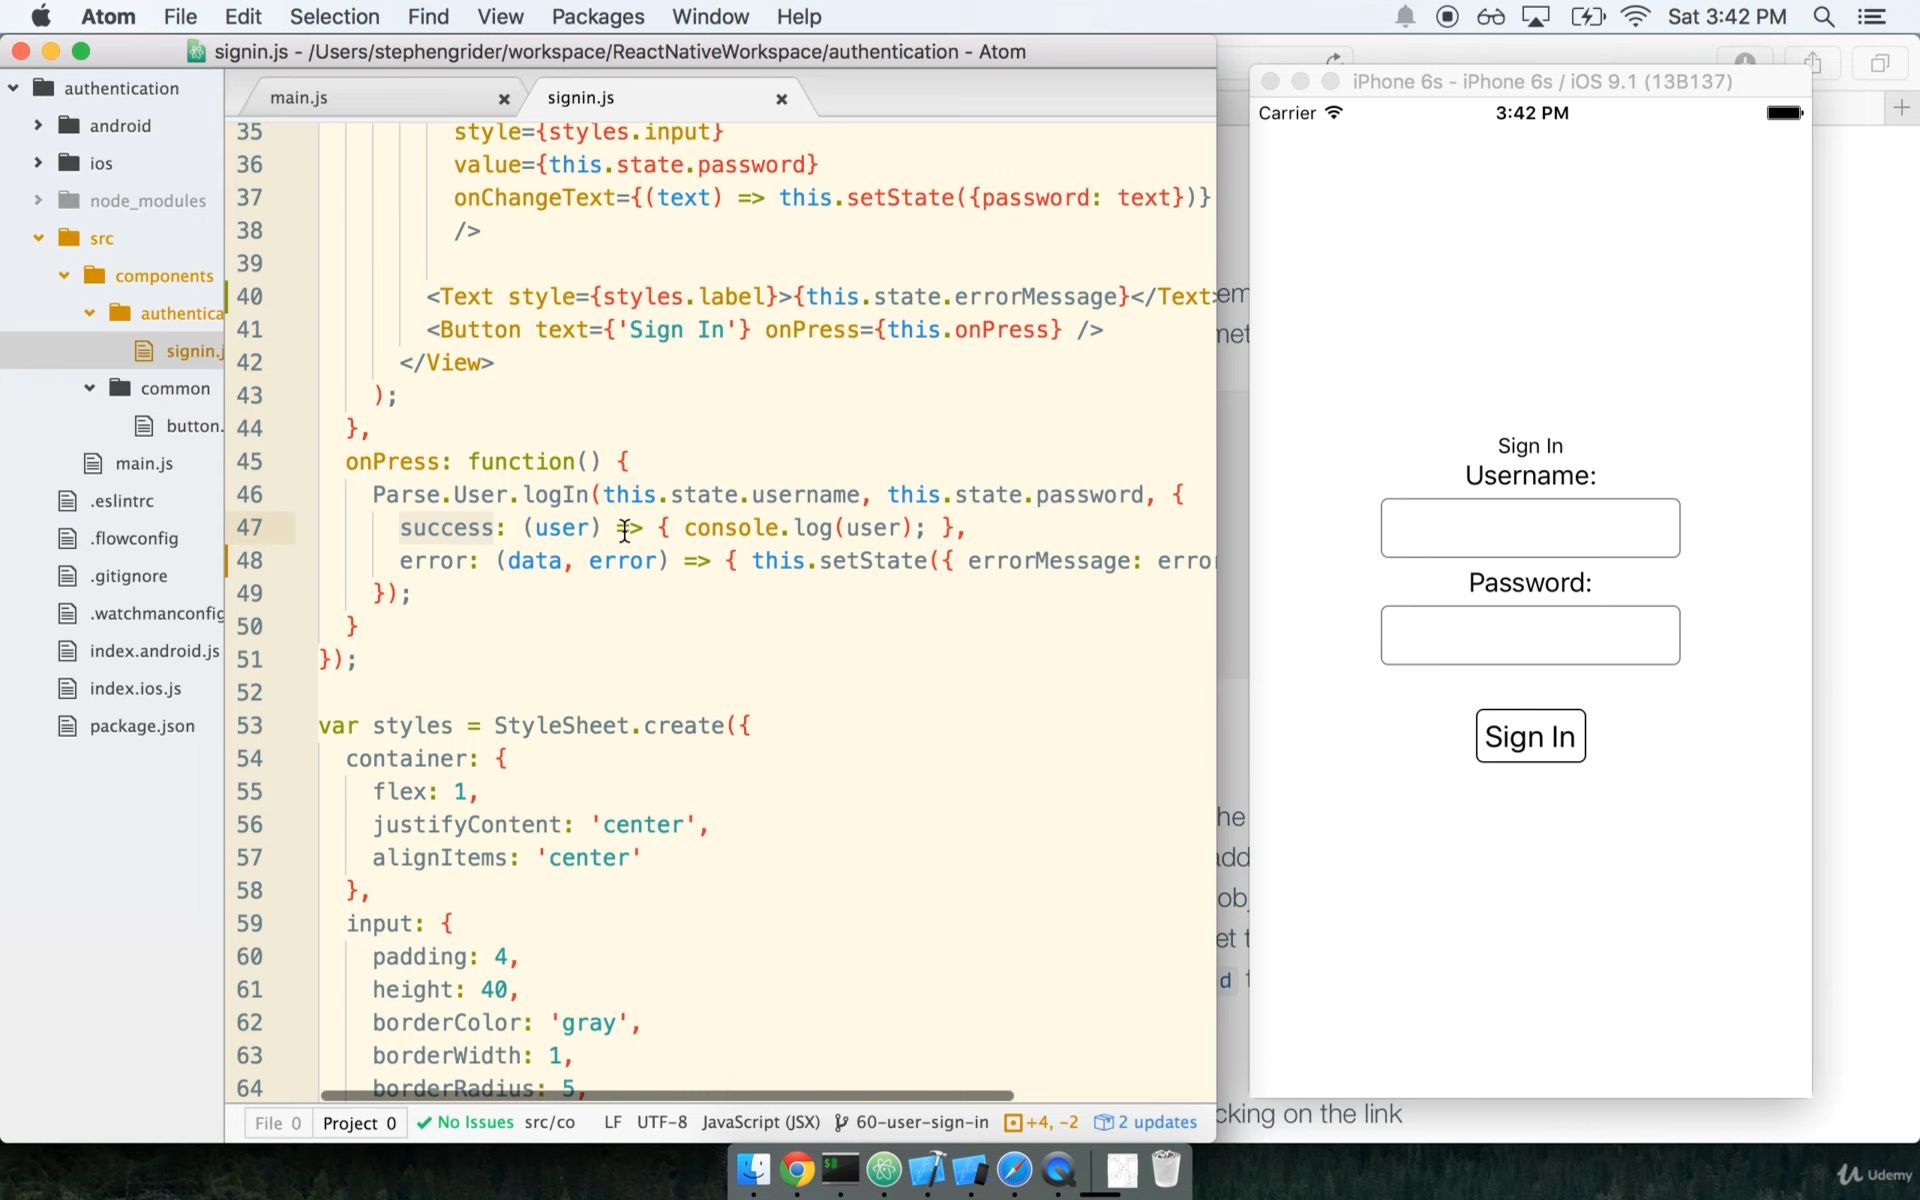 Atom File Edit Selection Find View Packages Window Help Sat 3:42 PM
signin.js - /Users/stephengrider/workspace/ReactNativeWorkspace/authentication - Atom
iPhone 6s - iPhone 6s / iOS 9.1 (13B137)
authentication
android
ios
node_modules
src
components
authentica
signin.j
common
button.
main.js
.eslintrc
.flowconfig
.gitignore
.watchmanconfig
index.android.js
index.ios.js
package.json
main.js signin.js
35 style={styles.input}
36 value={this.state.password}
37 onChangeText={(text) => this.setState({password: text})}
38 />
39
40 <Text style={styles.label}>{this.state.errorMessage}</Text>
41 <Button text={'Sign In'} onPress={this.onPress} />
42 </View>
43 );
44 },
45 onPress: function() {
46 Parse.User.logIn(this.state.username, this.state.password, {
47 success: (user) => { console.log(user); },
48 error: (data, error) => { this.setState({ errorMessage: erro
49 });
50 }
51 });
52
53 var styles = StyleSheet.create({
54 container: {
55 flex: 1,
56 justifyContent: 'center',
57 alignItems: 'center'
58 },
59 input: {
60 padding: 4,
61 height: 40,
62 borderColor: 'gray',
63 borderWidth: 1,
64 borderRadius: 5,
File 0 Project 0 No Issues src/co LF UTF-8 JavaScript (JSX) 60-user-sign-in +4, -2 2 updates
Carrier 3:42 PM
Sign In
Username:
Password:
Sign In
cking on the link
Udemy